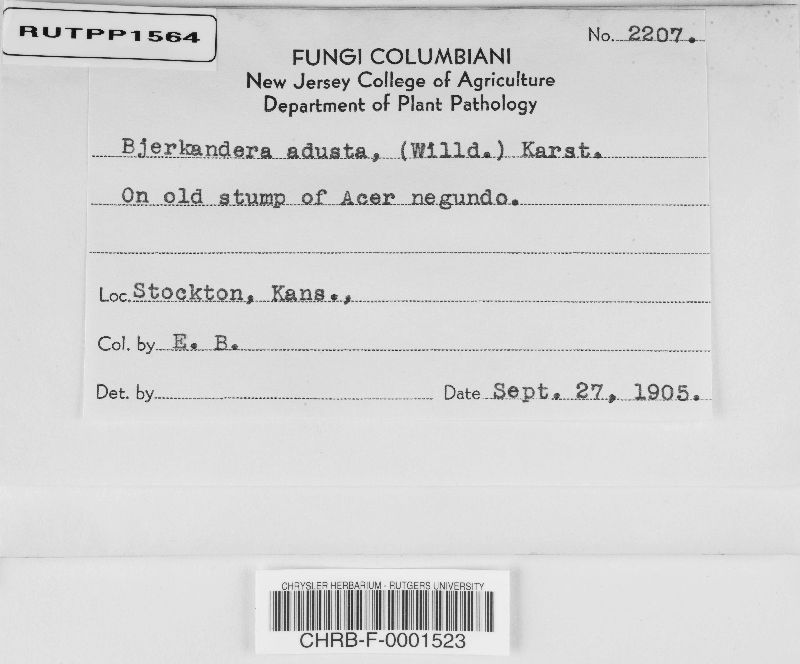 RUTPP1564
No. 2207.
FUNGI COLUMBIANI
New Jersey College of Agriculture
Department of Plant Pathology
Bjerkandera adusta, (Willd.) Karst.
On old stump of Acer negundo.
Loc. Stockton, Kans.,
Col. by E. B.
Det. by
Date Sept. 27, 1905.
CHRYSLER HERBARIUM - RUTGERS UNIVERSITY
CHRB-F-0001523